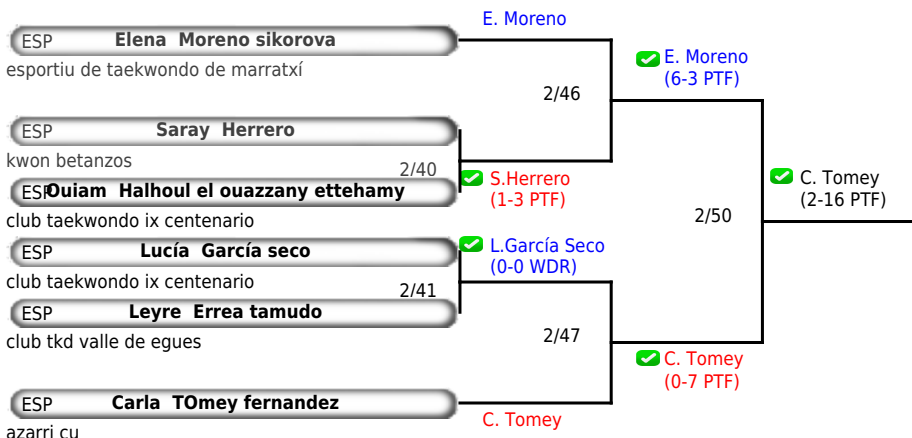 E. Moreno
ESP Elena Moreno sikorova
esportiu de taekwondo de marratxí
E. Moreno
(6-3 PTF)
2/46
ESP Saray Herrero
kwon betanzos
2/40
ESP Ouiam Halhoul el ouazzany ettehamy
S.Herrero
(1-3 PTF)
club taekwondo ix centenario
C. Tomey
(2-16 PTF)
2/50
ESP Lucía García seco
L.García Seco
(0-0 WDR)
club taekwondo ix centenario
2/41
ESP Leyre Errea tamudo
club tkd valle de egues
2/47
C. Tomey
(0-7 PTF)
ESP Carla TOmey fernandez
C. Tomey
azarri cu